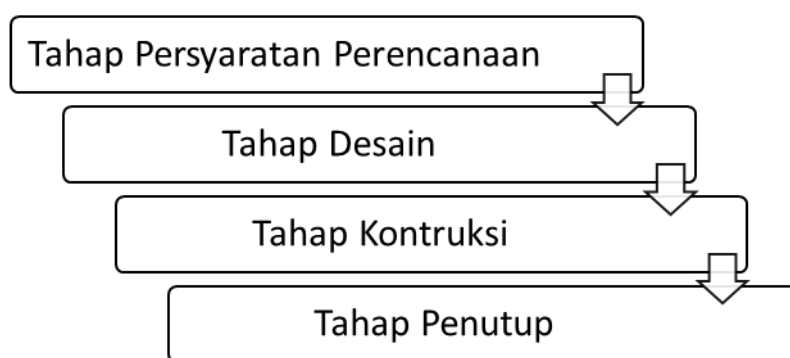 Tahap Persyaratan Perencanaan
Tahap Desain
Tahap Kontruksi
Tahap Penutup